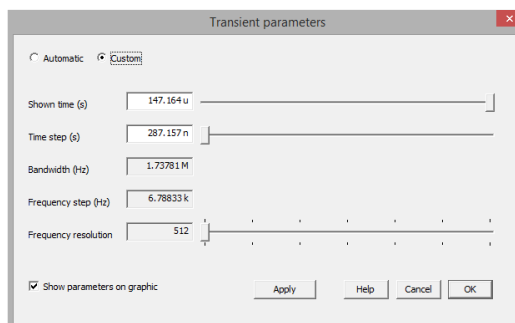 Transient parameters
Automatic Custom
Shown time (s) 147.164 u
Time step (s) 287.157 n
Bandwidth (Hz) 1.73781 M
Frequency step (Hz) 6.78833 k
Frequency resolution 512
Show parameters on graphic Apply Help Cancel OK